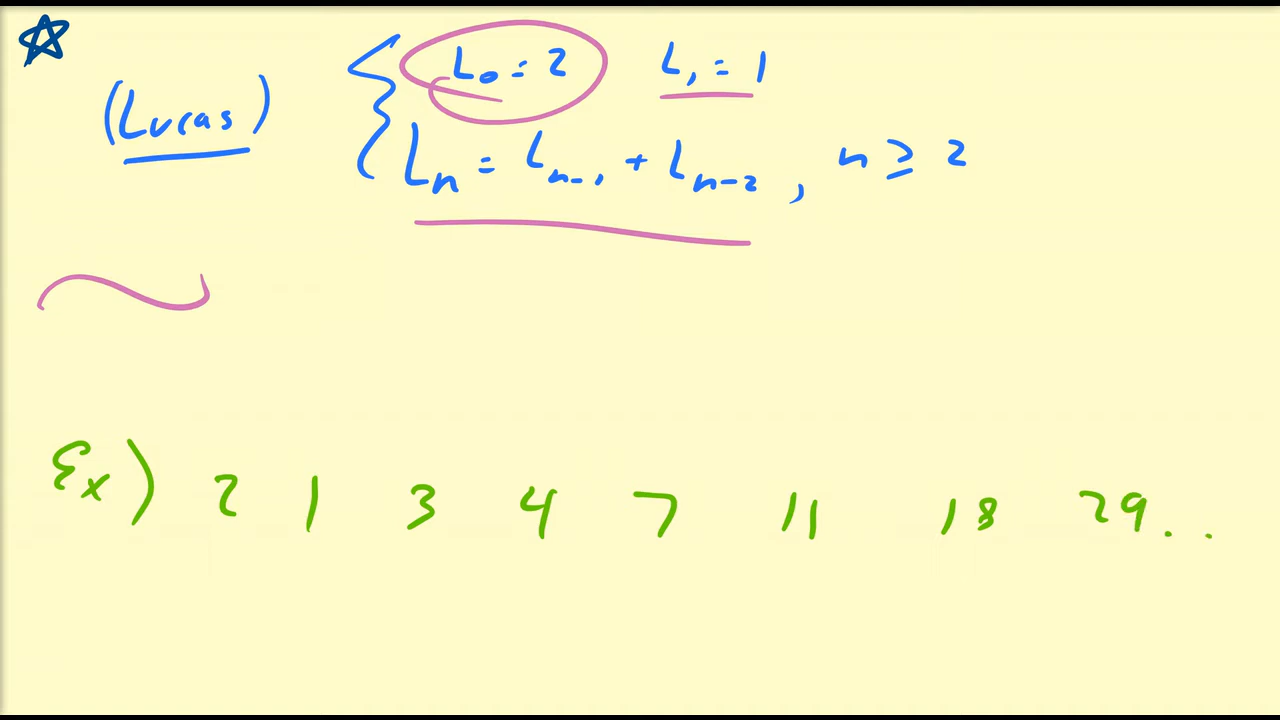 L₀ = 2 L₁ = 1
(Lucas)
Lₙ = Lₙ₋₁ + Lₙ₋₂ , n ≥ 2
Ex) 2 1 3 4 7 11 18 29 . .